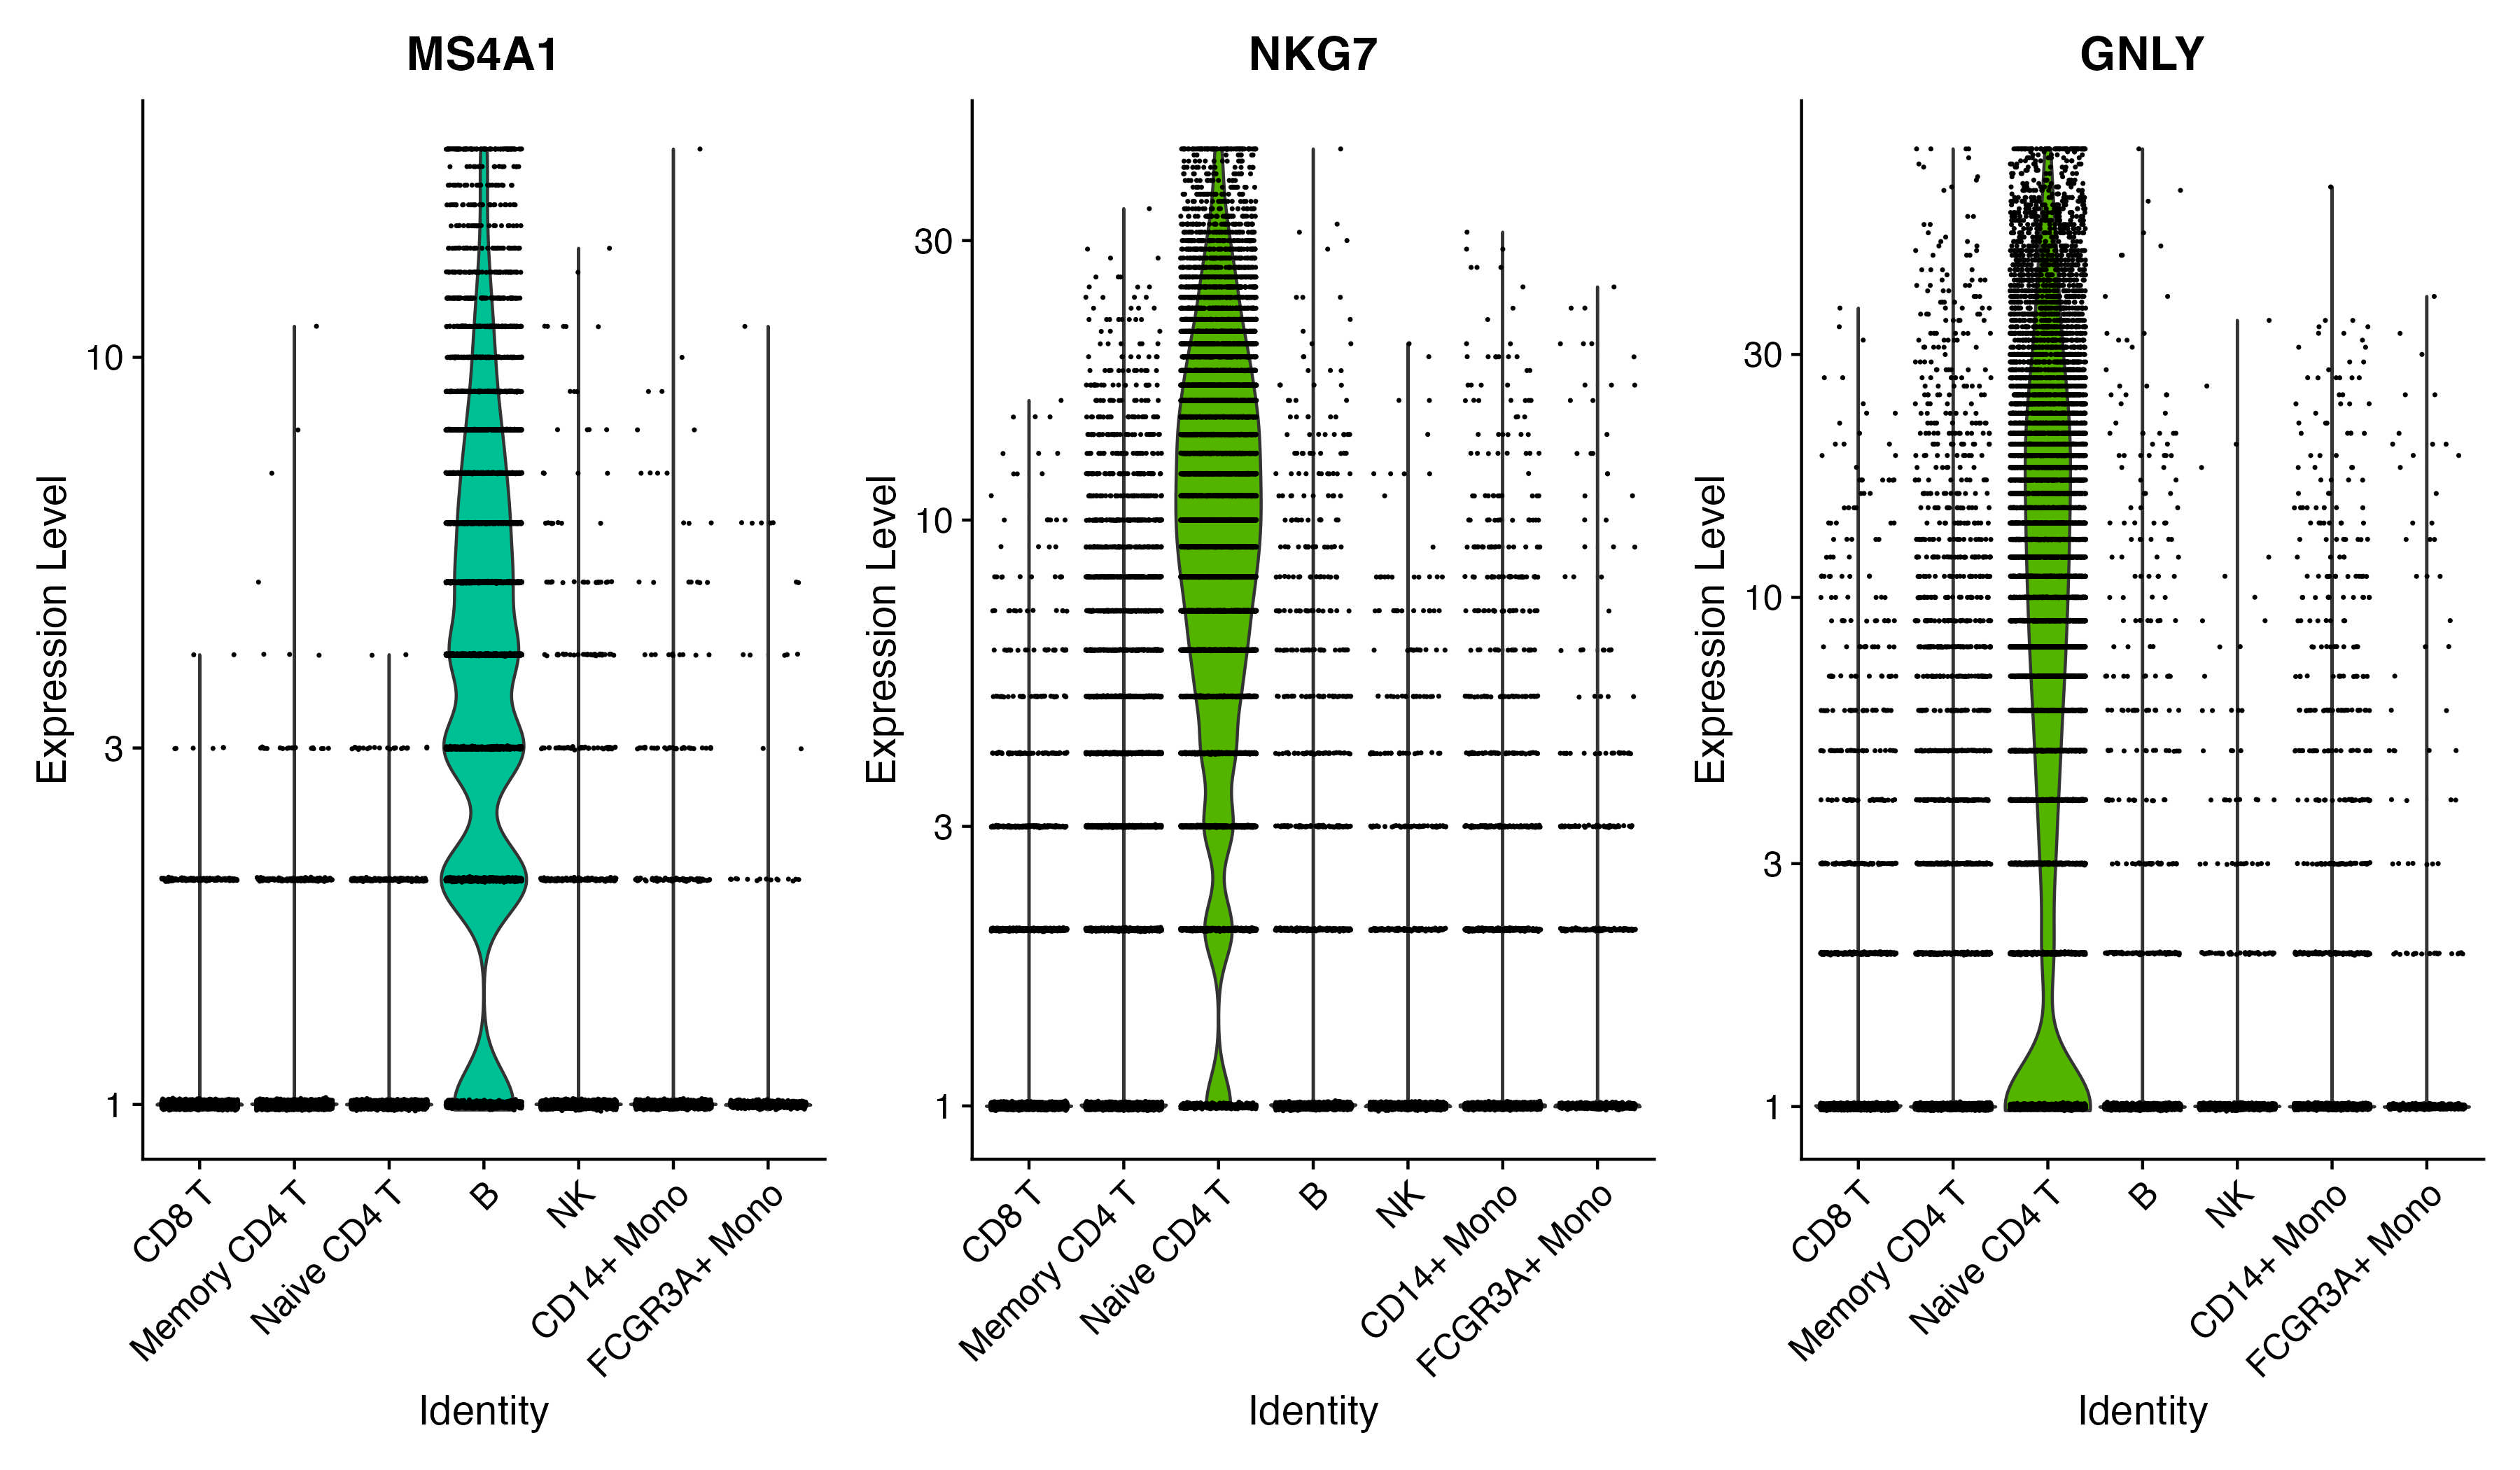 MS4A1
Expression Level
10
3
1
CD8 T
Memory CD4 T
Naive CD4 T
B
NK
CD14+ Mono
FCGR3A+ Mono
Identity
NKG7
Expression Level
30
10
3
1
CD8 T
Memory CD4 T
Naive CD4 T
B
NK
CD14+ Mono
FCGR3A+ Mono
Identity
GNLY
Expression Level
30
10
3
1
CD8 T
Memory CD4 T
Naive CD4 T
B
NK
CD14+ Mono
FCGR3A+ Mono
Identity